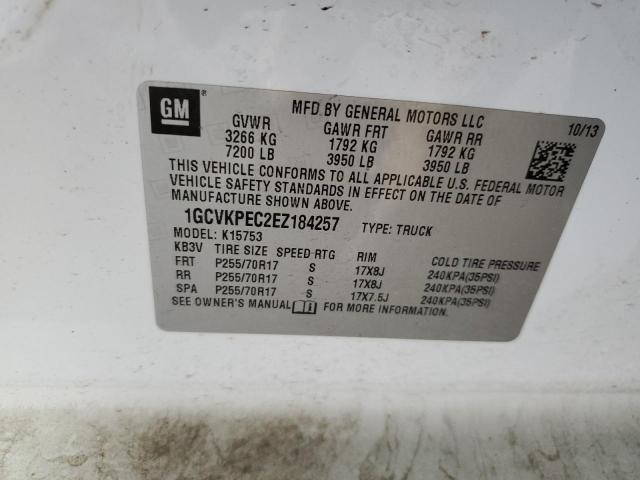 GM ®
MFD BY GENERAL MOTORS LLC
10/13
GVWR GAWR FRT GAWR RR
3266 KG 1792 KG 1792 KG
7200 LB 3950 LB 3950 LB
THIS VEHICLE CONFORMS TO ALL APPLICABLE U.S. FEDERAL MOTOR
VEHICLE SAFETY STANDARDS IN EFFECT ON THE DATE OF
MANUFACTURE SHOWN ABOVE.
1GCVKPEC2EZ184257 TYPE: TRUCK
MODEL: K15753
KB3V TIRE SIZE SPEED RTG RIM COLD TIRE PRESSURE
FRT P255/70R17 S 17X8J 240KPA(35PSI)
RR P255/70R17 S 17X8J 240KPA(35PSI)
SPA P255/70R17 S 17X7.5J 240KPA(35PSI)
SEE OWNER'S MANUAL FOR MORE INFORMATION.